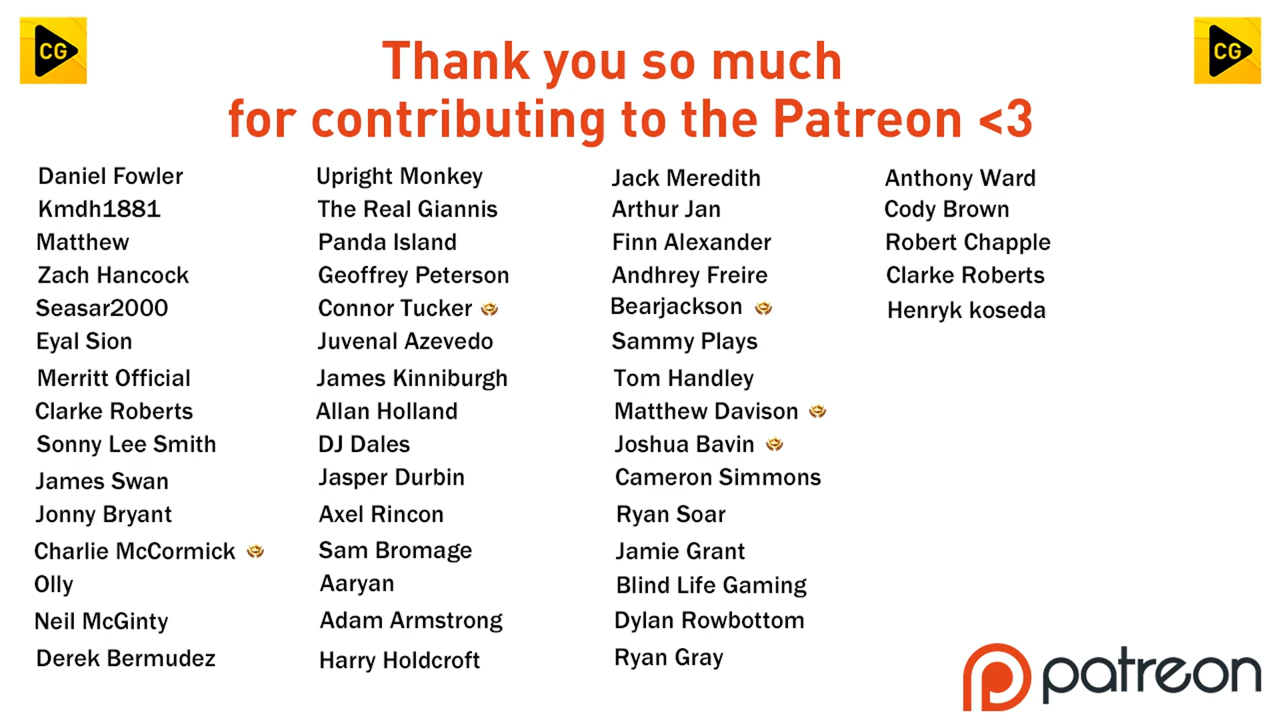 CG
CG
Thank you so much
for contributing to the Patreon <3
Daniel Fowler
Kmdh1881
Matthew
Zach Hancock
Seasar2000
Eyal Sion
Merritt Official
Clarke Roberts
Sonny Lee Smith
James Swan
Jonny Bryant
Charlie McCormick
Olly
Neil McGinty
Derek Bermudez
Upright Monkey
The Real Giannis
Panda Island
Geoffrey Peterson
Connor Tucker
Juvenal Azevedo
James Kinniburgh
Allan Holland
DJ Dales
Jasper Durbin
Axel Rincon
Sam Bromage
Aaryan
Adam Armstrong
Harry Holdcroft
Jack Meredith
Arthur Jan
Finn Alexander
Andhrey Freire
Bearjackson
Sammy Plays
Tom Handley
Matthew Davison
Joshua Bavin
Cameron Simmons
Ryan Soar
Jamie Grant
Blind Life Gaming
Dylan Rowbottom
Ryan Gray
Anthony Ward
Cody Brown
Robert Chapple
Clarke Roberts
Henryk koseda
patreon